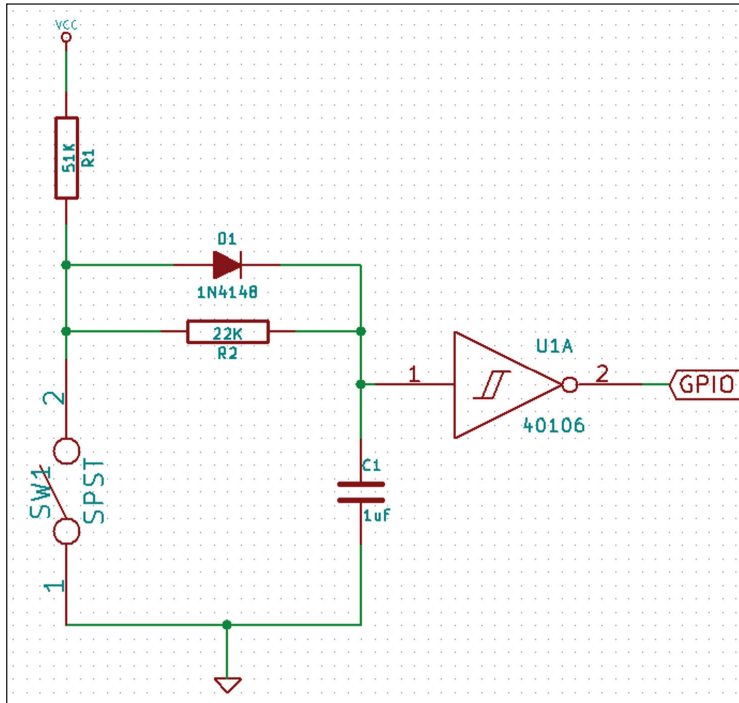 VCC
51K
R1
D1
1N4148
22K
R2
2
SW1
SPST
1
C1
1uF
1
U1A
2
40106
GPIO